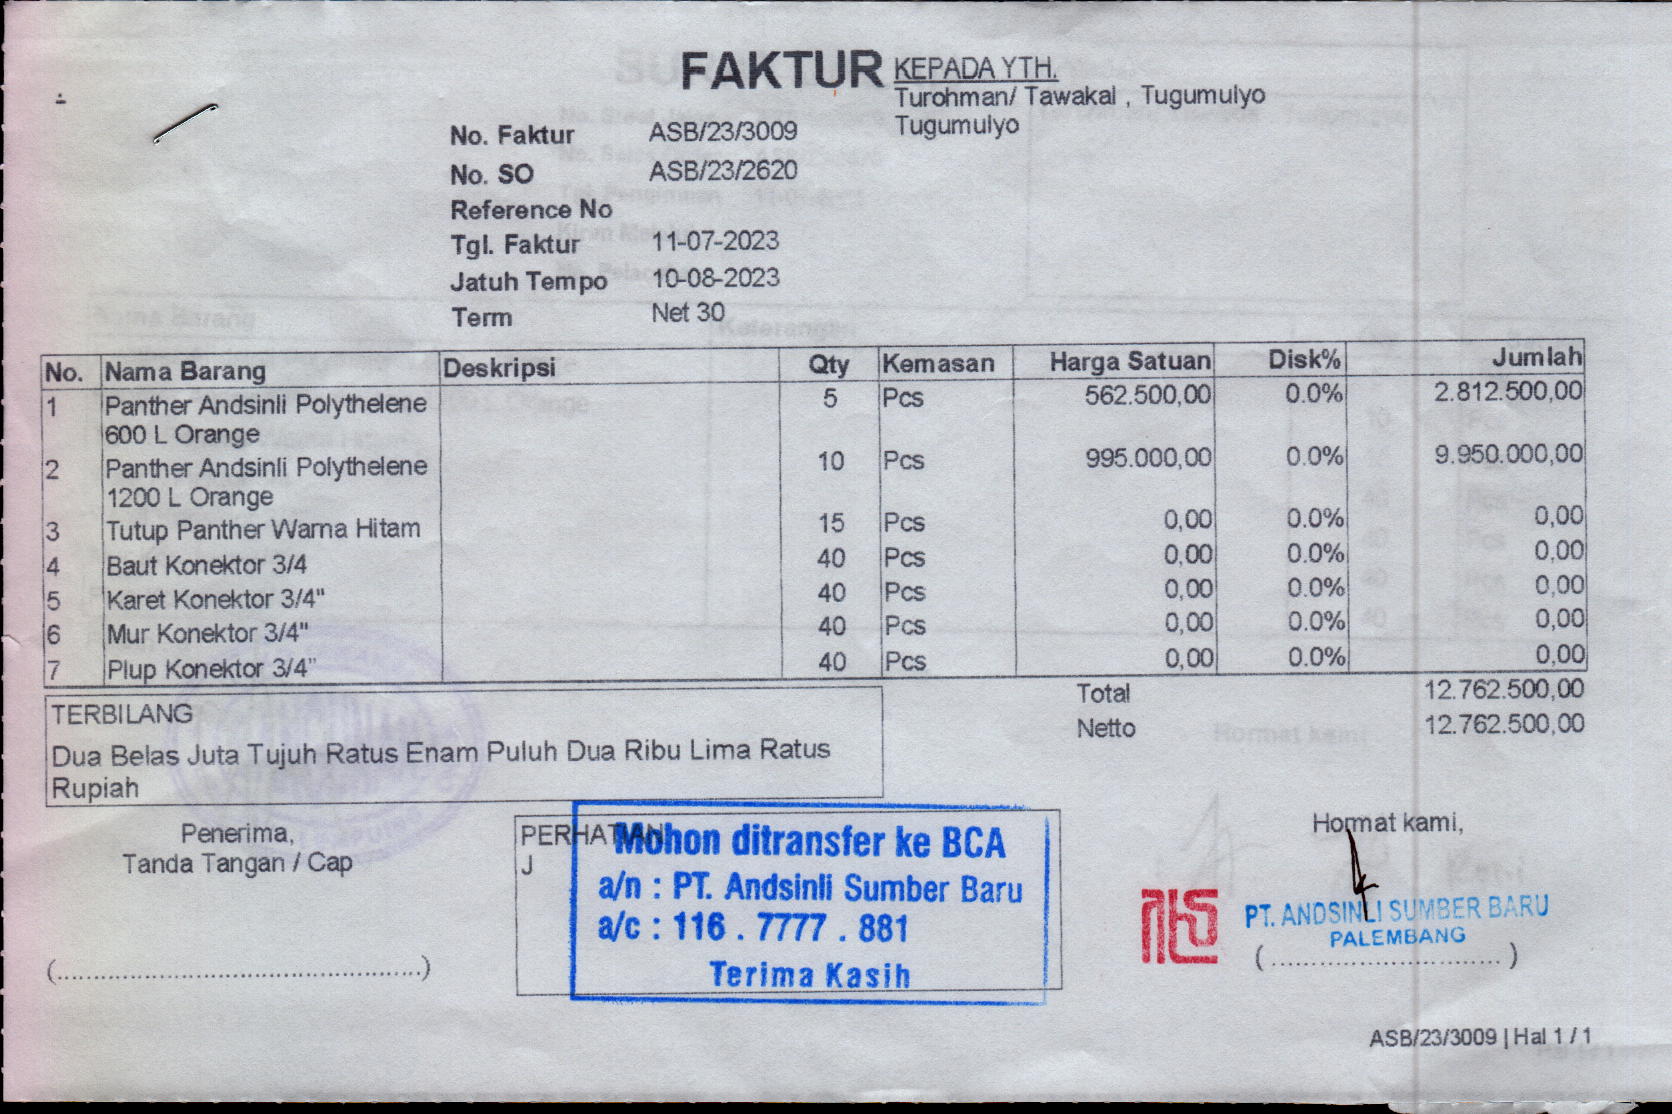 FAKTUR
KEPADA YTH.
Turohman/ Tawakal , Tugumulyo
Tugumulyo
No. Faktur ASB/23/3009
No. SO ASB/23/2620
Reference No
Tgl. Faktur 11-07-2023
Jatuh Tempo 10-08-2023
Term Net 30
No. Nama Barang Deskripsi Qty Kemasan Harga Satuan Disk% Jumlah
1 Panther Andsinli Polythelene 5 Pcs 562.500,00 0.0% 2.812.500,00
600 L Orange
2 Panther Andsinli Polythelene 10 Pcs 995.000,00 0.0% 9.950.000,00
1200 L Orange
3 Tutup Panther Warna Hitam 15 Pcs 0,00 0.0% 0,00
4 Baut Konektor 3/4 40 Pcs 0,00 0.0% 0,00
5 Karet Konektor 3/4" 40 Pcs 0,00 0.0% 0,00
6 Mur Konektor 3/4" 40 Pcs 0,00 0.0% 0,00
7 Plup Konektor 3/4" 40 Pcs 0,00 0.0% 0,00
Total 12.762.500,00
Netto 12.762.500,00
TERBILANG
Dua Belas Juta Tujuh Ratus Enam Puluh Dua Ribu Lima Ratus
Rupiah
Penerima,
Tanda Tangan / Cap
(..............................................)
PERHATIAN
J
Mohon ditransfer ke BCA
a/n : PT. Andsinli Sumber Baru
a/c : 116 . 7777 . 881
Terima Kasih
Hormat kami,
PT. ANDSINLI SUMBER BARU
PALEMBANG
(.............................)
ASB/23/3009 | Hal 1 / 1